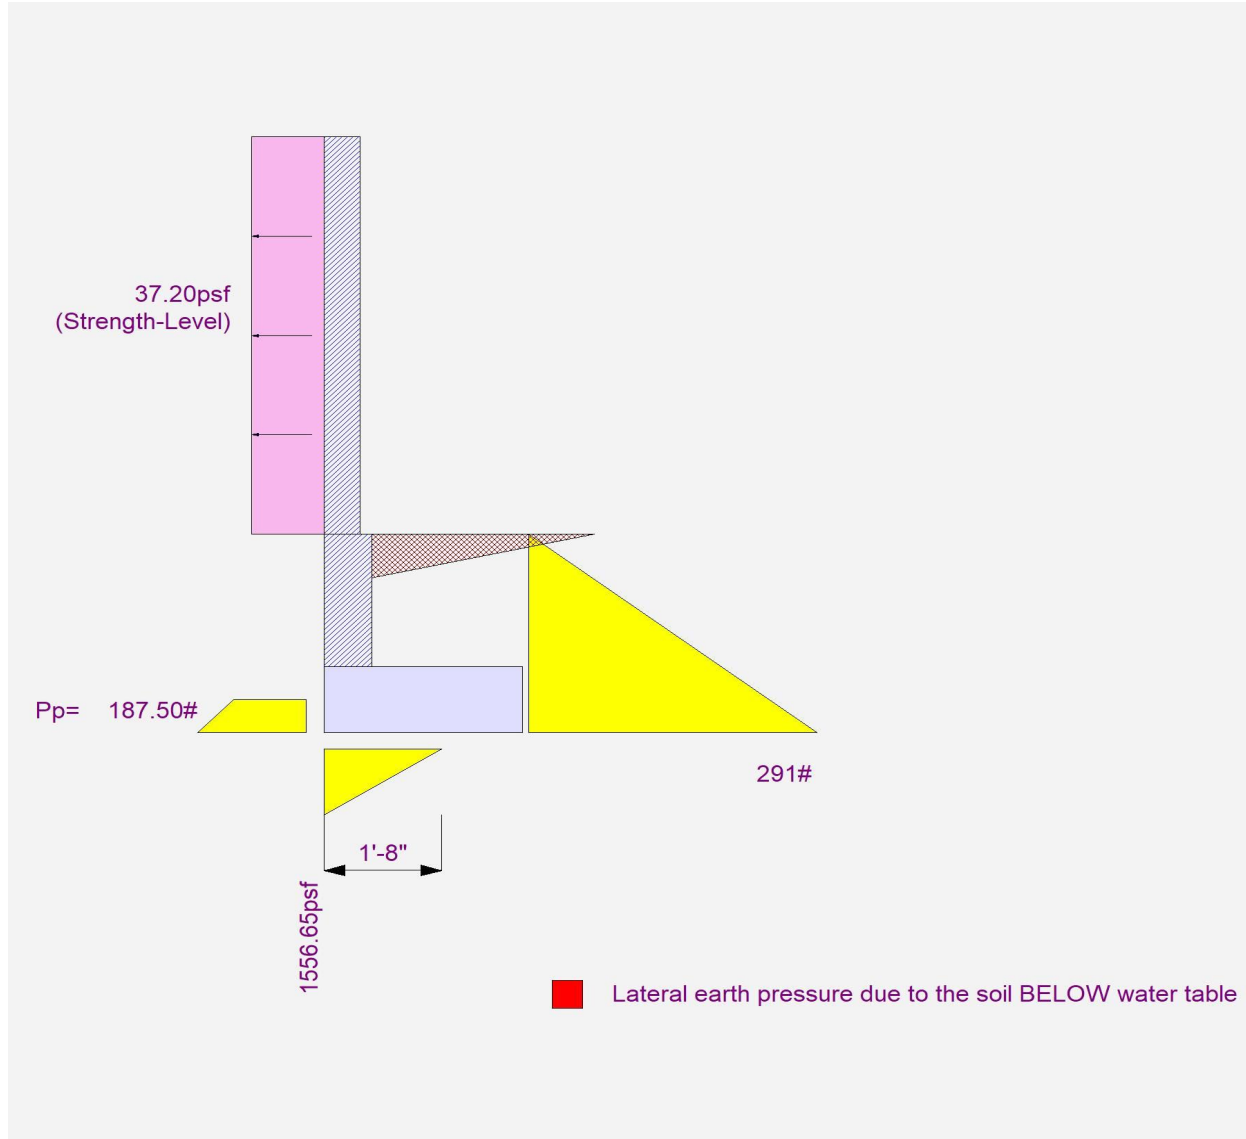 37.20psf
(Strength-Level)
Pp= 187.50#
291#
1'-8"
1556.65psf
Lateral earth pressure due to the soil BELOW water table